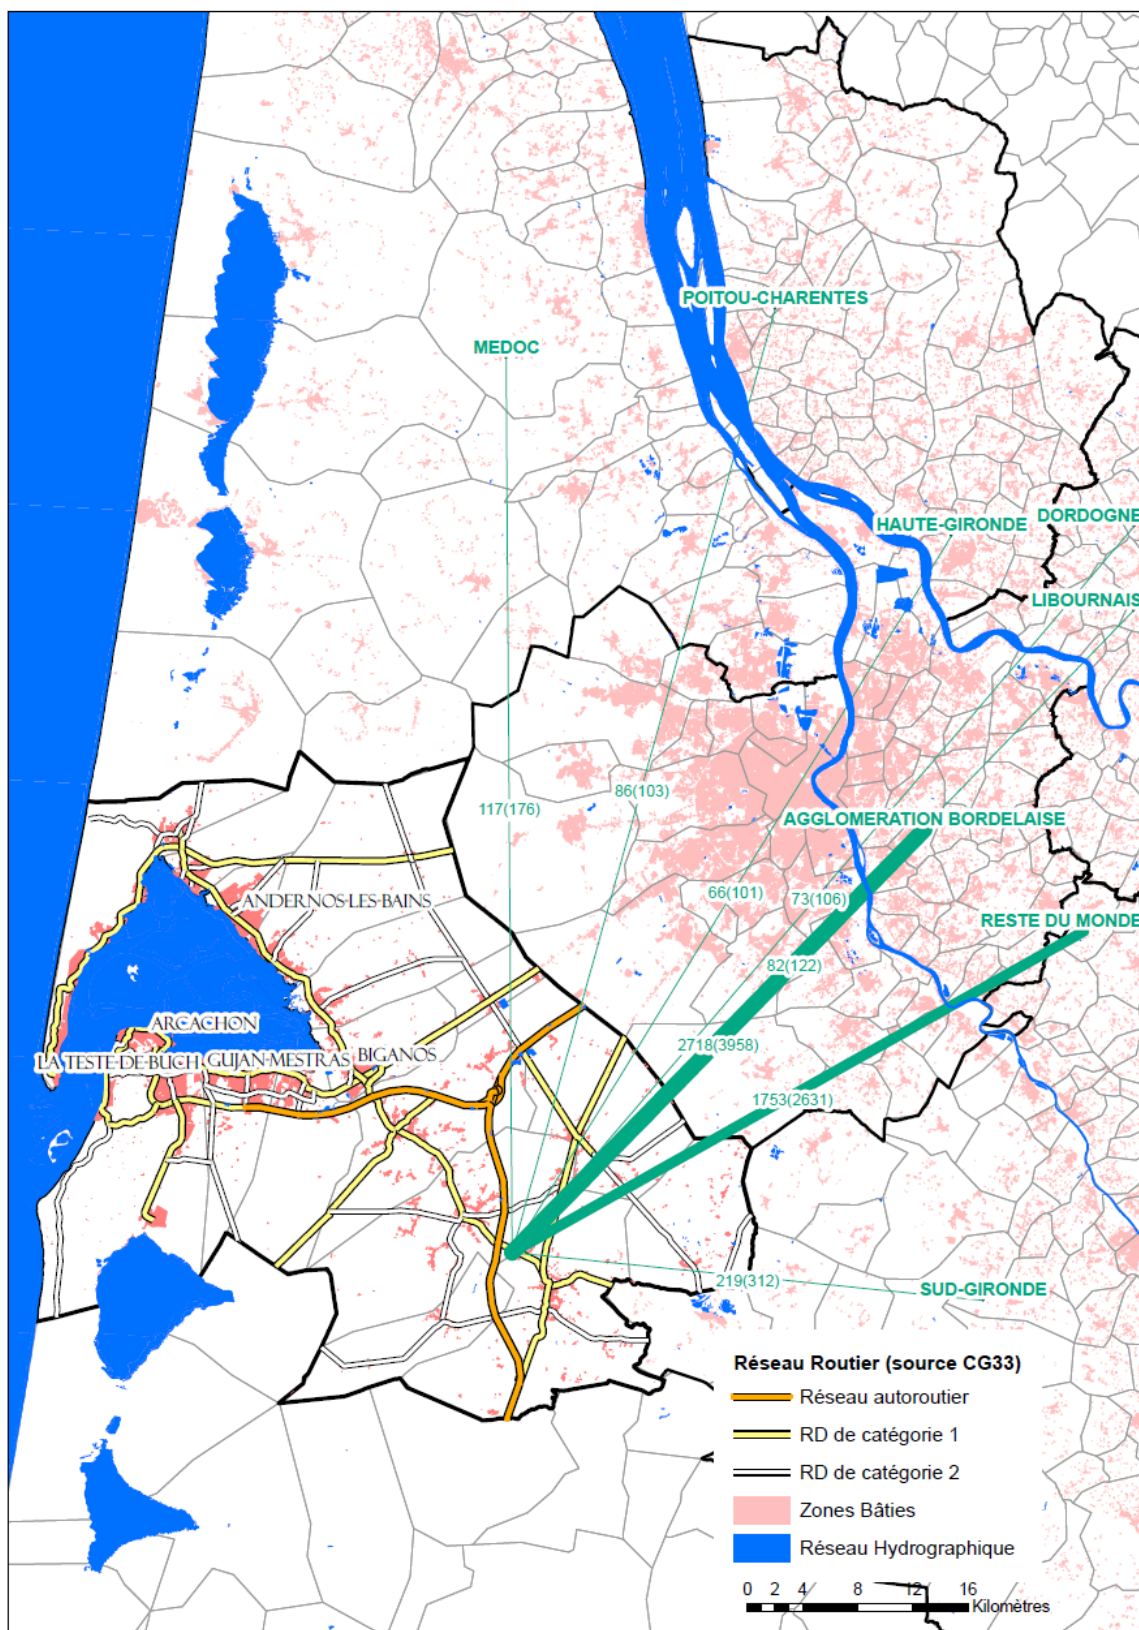 POITOU-CHARENTES
MEDOC
HAUTE-GIRONDE
DORDOGNE
LIBOURNAIS
86(103)
117(176)
AGGLOMERATION BORDELAISE
66(101)
73(106)
ANDERNOS-LES-BAINS
RESTE DU MONDE
82(122)
ARCACHON
2718(3958)
LA TESTE-DE-BUCH
GUJAN-MESTRAS
BIGANOS
1753(2631)
219(312)
SUD-GIRONDE
Réseau Routier (source CG33)
Réseau autoroutier
RD de catégorie 1
RD de catégorie 2
Zones Bâties
Réseau Hydrographique
0 2 4 8 12 16
Kilomètres